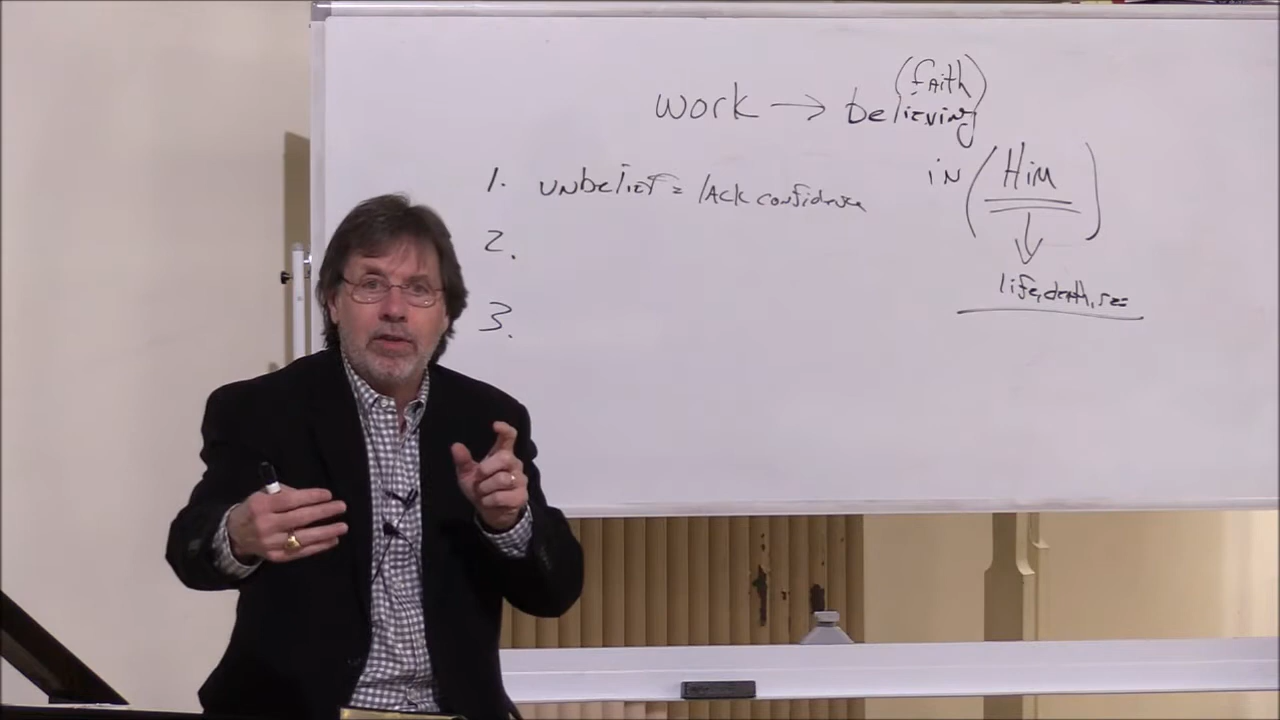 (faith)
work → believing
in (Him)
↓
life, death, res
1. unbelief = lack confidence
2.
3.